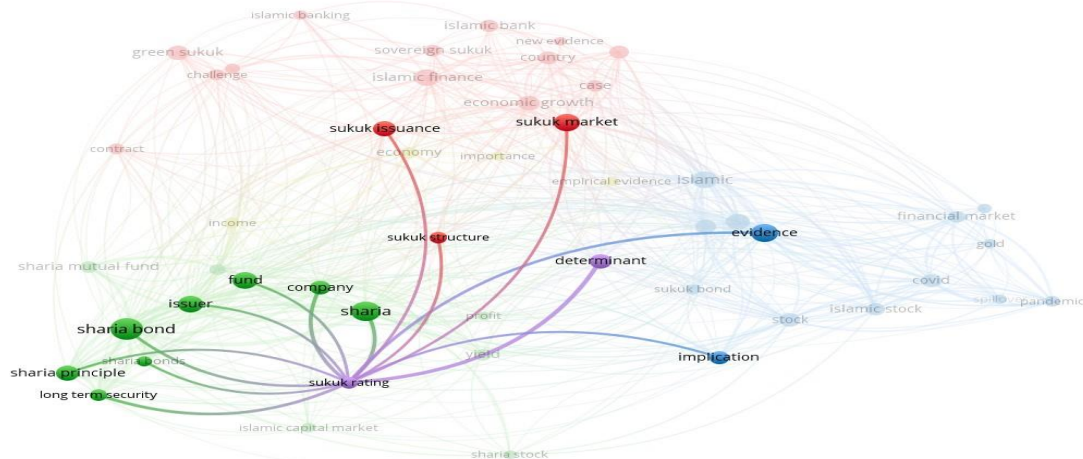 islamic banking
islamic bank
new evidence
green sukuk
sovereign sukuk
country
challenge
islamic finance
case
economic growth
sukuk issuance
sukuk market
contract
economy
importance
empirical evidence
islamic
income
financial market
evidence
sukuk structure
gold
sharia mutual fund
determinant
fund
company
covid
sukuk bond
issuer
sharia
pandemic
islamic stock
profit
stock
sharia bond
yield
implication
sharia bonds
sharia principle
sukuk rating
long term security
islamic capital market
sharia stock